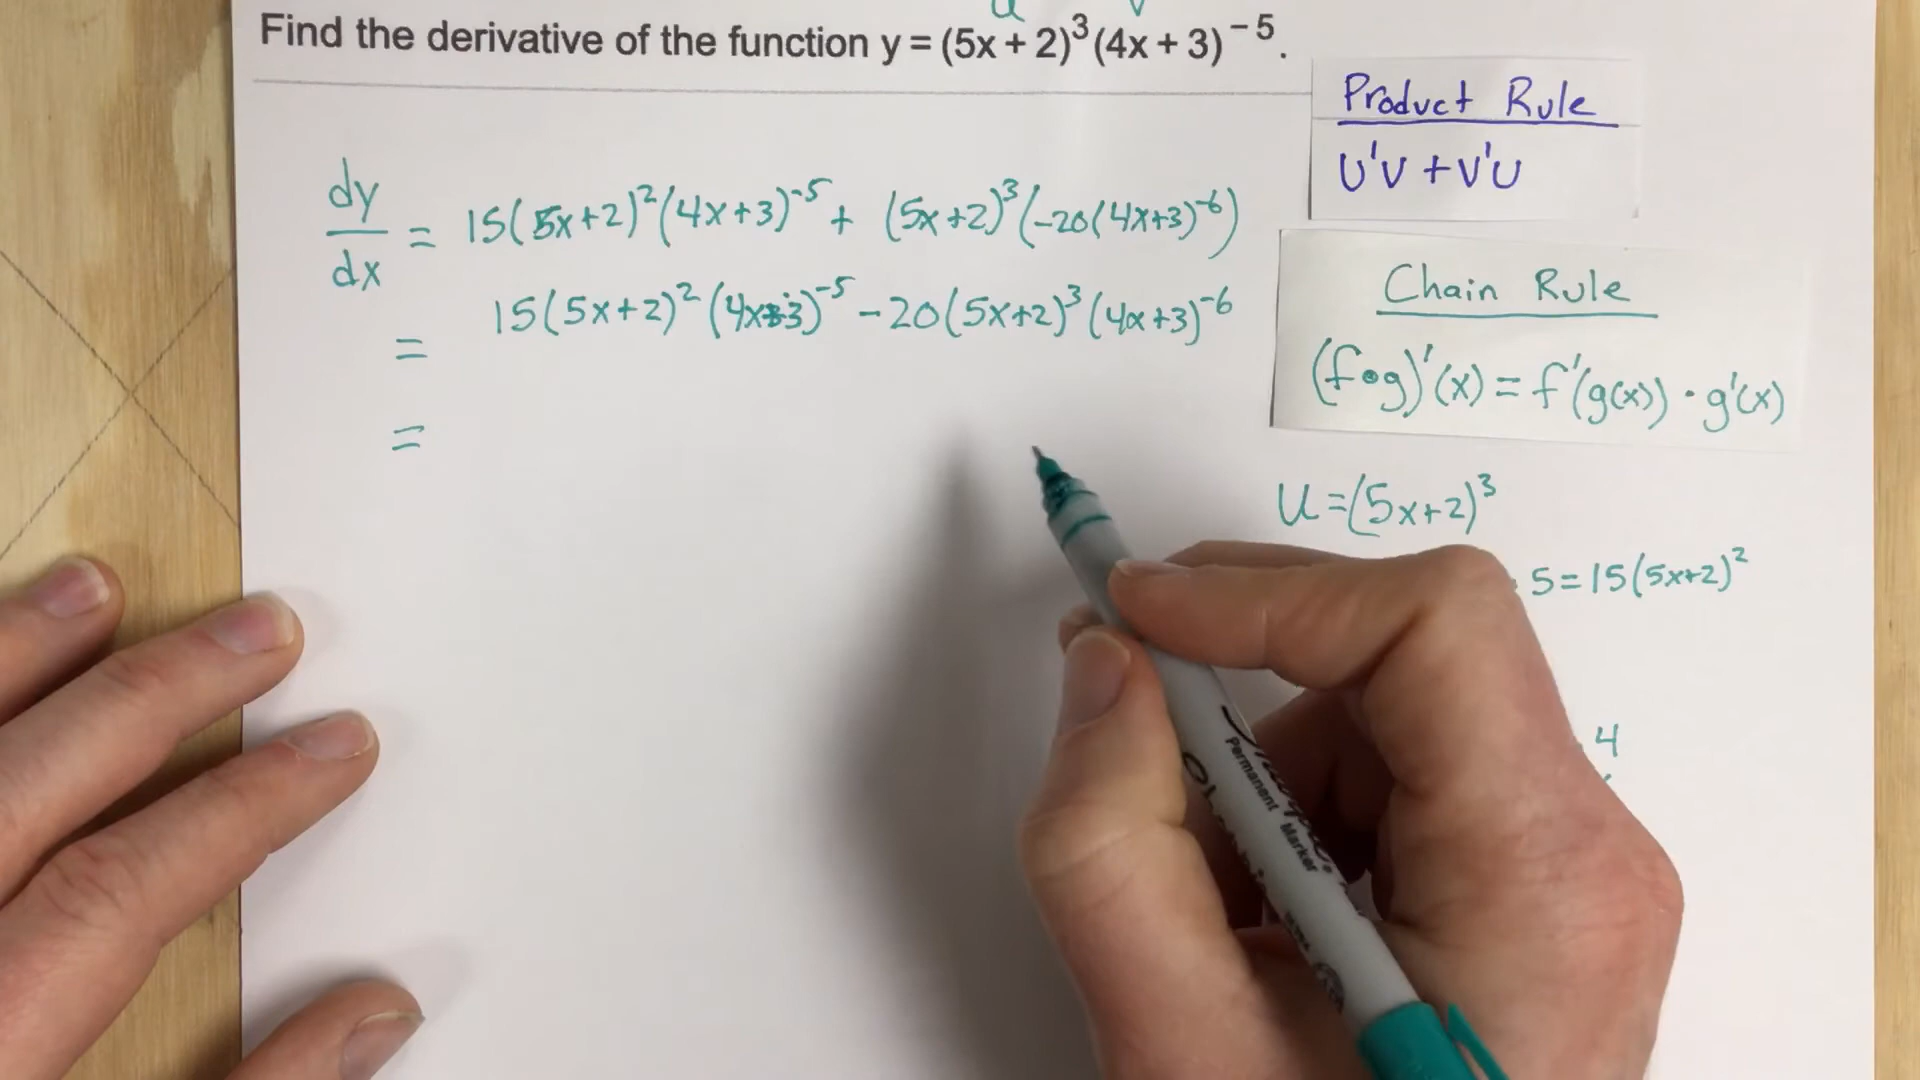 u v
Find the derivative of the function y = (5x + 2)³ (4x + 3)⁻⁵.
Product Rule
U'V + V'U
dy/dx = 15(5x+2)²(4x+3)⁻⁵ + (5x+2)³(-20(4x+3)⁻⁶)
= 15(5x+2)² (4x+3)⁻⁵ - 20(5x+2)³ (4x+3)⁻⁶
=
Chain Rule
(f∘g)'(x) = f'(g(x)) · g'(x)
U = (5x+2)³
· 5 = 15(5x+2)²
· 4
Permanent Marker